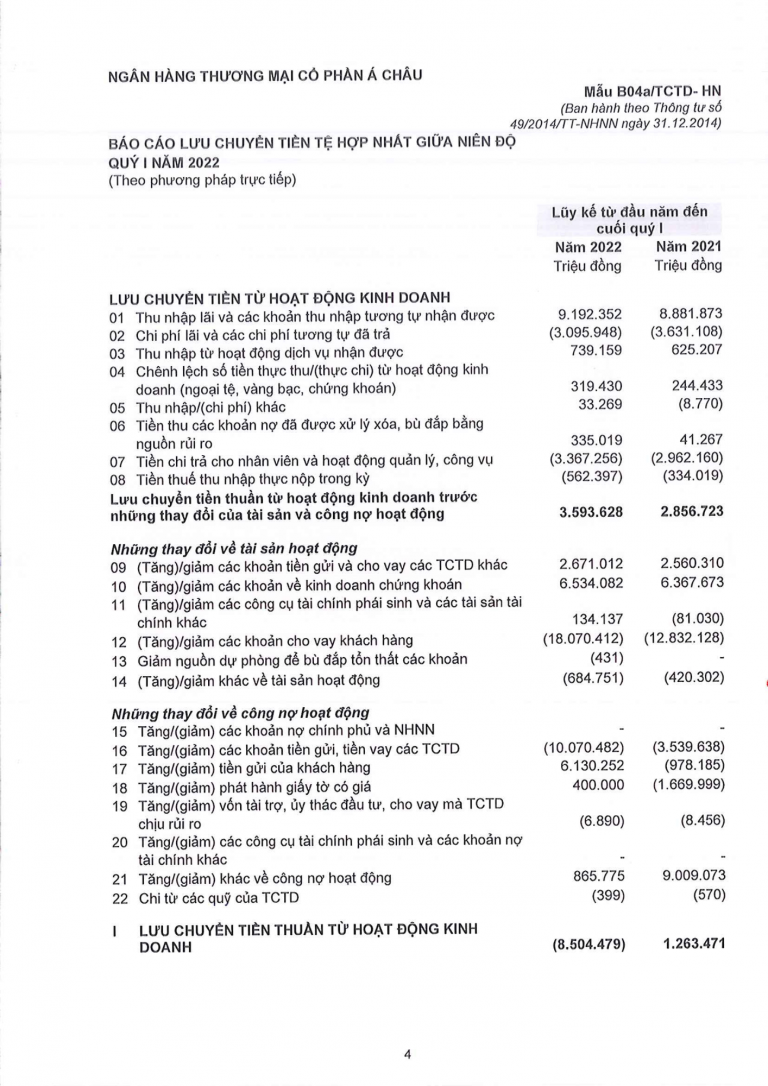 NGÂN HÀNG THƯƠNG MẠI CỔ PHẦN Á CHÂU
Mẫu B04a/TCTD- HN
(Ban hành theo Thông tư số
49/2014/TT-NHNN ngày 31.12.2014)
BÁO CÁO LƯU CHUYỂN TIỀN TỆ HỢP NHẤT GIỮA NIÊN ĐỘ
QUÝ I NĂM 2022
(Theo phương pháp trực tiếp)
Lũy kế từ đầu năm đến
cuối quý I
Năm 2022 Năm 2021
Triệu đồng Triệu đồng
LƯU CHUYỂN TIỀN TỪ HOẠT ĐỘNG KINH DOANH
01 Thu nhập lãi và các khoản thu nhập tương tự nhận được 9.192.352 8.881.873
02 Chi phí lãi và các chi phí tương tự đã trả (3.095.948) (3.631.108)
03 Thu nhập từ hoạt động dịch vụ nhận được 739.159 625.207
04 Chênh lệch số tiền thực thu/(thực chi) từ hoạt động kinh
doanh (ngoại tệ, vàng bạc, chứng khoán) 319.430 244.433
05 Thu nhập/(chi phí) khác 33.269 (8.770)
06 Tiền thu các khoản nợ đã được xử lý xóa, bù đắp bằng
nguồn rủi ro 335.019 41.267
07 Tiền chi trả cho nhân viên và hoạt động quản lý, công vụ (3.367.256) (2.962.160)
08 Tiền thuế thu nhập thực nộp trong kỳ (562.397) (334.019)
Lưu chuyển tiền thuần từ hoạt động kinh doanh trước
những thay đổi của tài sản và công nợ hoạt động 3.593.628 2.856.723
Những thay đổi về tài sản hoạt động
09 (Tăng)/giảm các khoản tiền gửi và cho vay các TCTD khác 2.671.012 2.560.310
10 (Tăng)/giảm các khoản về kinh doanh chứng khoán 6.534.082 6.367.673
11 (Tăng)/giảm các công cụ tài chính phái sinh và các tài sản tài
chính khác 134.137 (81.030)
12 (Tăng)/giảm các khoản cho vay khách hàng (18.070.412) (12.832.128)
13 Giảm nguồn dự phòng để bù đắp tổn thất các khoản (431) -
14 (Tăng)/giảm khác về tài sản hoạt động (684.751) (420.302)
Những thay đổi về công nợ hoạt động
15 Tăng/(giảm) các khoản nợ chính phủ và NHNN - -
16 Tăng/(giảm) các khoản tiền gửi, tiền vay các TCTD (10.070.482) (3.539.638)
17 Tăng/(giảm) tiền gửi của khách hàng 6.130.252 (978.185)
18 Tăng/(giảm) phát hành giấy tờ có giá 400.000 (1.669.999)
19 Tăng/(giảm) vốn tài trợ, ủy thác đầu tư, cho vay mà TCTD
chịu rủi ro (6.890) (8.456)
20 Tăng/(giảm) các công cụ tài chính phái sinh và các khoản nợ
tài chính khác - -
21 Tăng/(giảm) khác về công nợ hoạt động 865.775 9.009.073
22 Chi từ các quỹ của TCTD (399) (570)
I LƯU CHUYỂN TIỀN THUẦN TỪ HOẠT ĐỘNG KINH
DOANH (8.504.479) 1.263.471
4